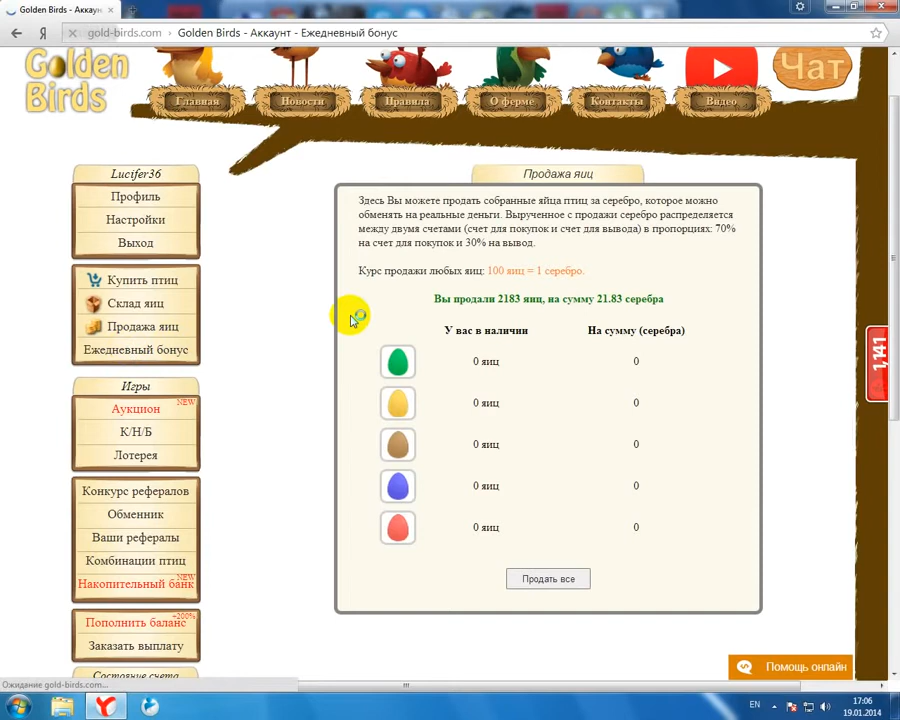 Golden Birds - Аккаун
gold-birds.com › Golden Birds - Аккаунт - Ежедневный бонус
Golden
Birds
Главная
Новости
Правила
О ферме
Контакты
Видео
Чат
Lucifer36
Профиль
Настройки
Выход
Купить птиц
Склад яиц
Продажа яиц
Ежедневный бонус
Игры
Аукцион NEW
К/Н/Б
Лотерея
Конкурс рефералов
Обменник
Ваши рефералы
Комбинации птиц
Накопительный банк NEW
Пополнить баланс +200%
Заказать выплату
Состояние счета
Продажа яиц
Здесь Вы можете продать собранные яйца птиц за серебро, которое можно
обменять на реальные деньги. Вырученное с продажи серебро распределяется
между двумя счетами (счет для покупок и счет для вывода) в пропорциях: 70%
на счет для покупок и 30% на вывод.
Курс продажи любых яиц: 100 яиц = 1 серебро.
Вы продали 2183 яиц, на сумму 21.83 серебра
У вас в наличии На сумму (серебра)
0 яиц 0
0 яиц 0
0 яиц 0
0 яиц 0
0 яиц 0
Продать все
1,141
Помощь онлайн
Ожидание gold-birds.com...
EN
17:06
19.01.2014